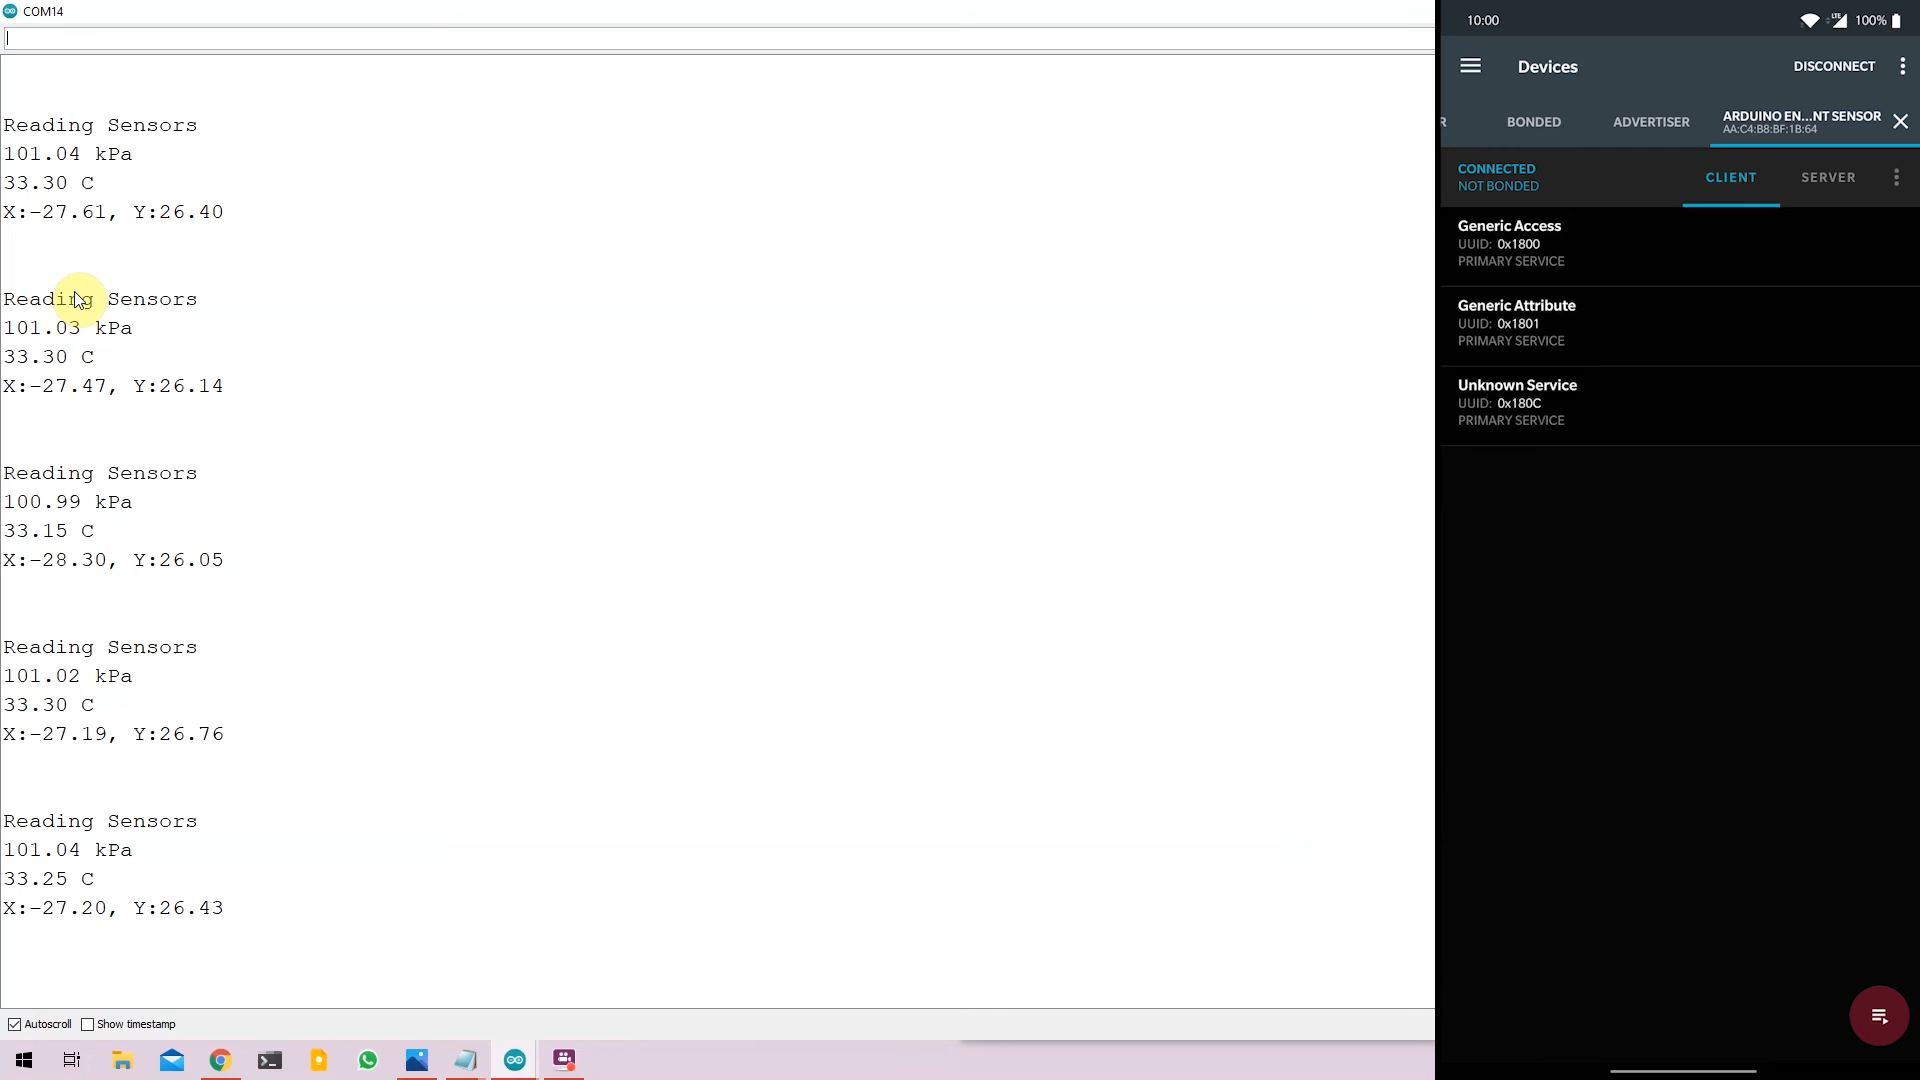 COM14
Reading Sensors
101.04 kPa
33.30 C
X:-27.61, Y:26.40
Reading Sensors
101.03 kPa
33.30 C
X:-27.47, Y:26.14
Reading Sensors
100.99 kPa
33.15 C
X:-28.30, Y:26.05
Reading Sensors
101.02 kPa
33.30 C
X:-27.19, Y:26.76
Reading Sensors
101.04 kPa
33.25 C
X:-27.20, Y:26.43
Autoscroll Show timestamp
10:00 LTE 100%
Devices DISCONNECT
R BONDED ADVERTISER ARDUINO EN...NT SENSOR
AA:C4:B8:BF:1B:64
CONNECTED
NOT BONDED
CLIENT SERVER
Generic Access
UUID: 0x1800
PRIMARY SERVICE
Generic Attribute
UUID: 0x1801
PRIMARY SERVICE
Unknown Service
UUID: 0x180C
PRIMARY SERVICE